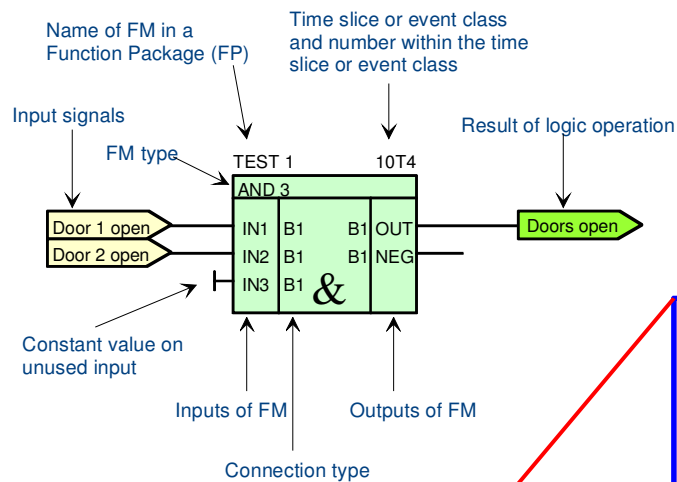 Name of FM in a
Function Package (FP)
Time slice or event class
and number within the time
slice or event class
Input signals
Result of logic operation
FM type
TEST 1
10T4
AND 3
Door 1 open
IN1
B1
B1
OUT
Doors open
Door 2 open
IN2
B1
B1
NEG
IN3
B1
&
Constant value on
unused input
Inputs of FM
Outputs of FM
Connection type